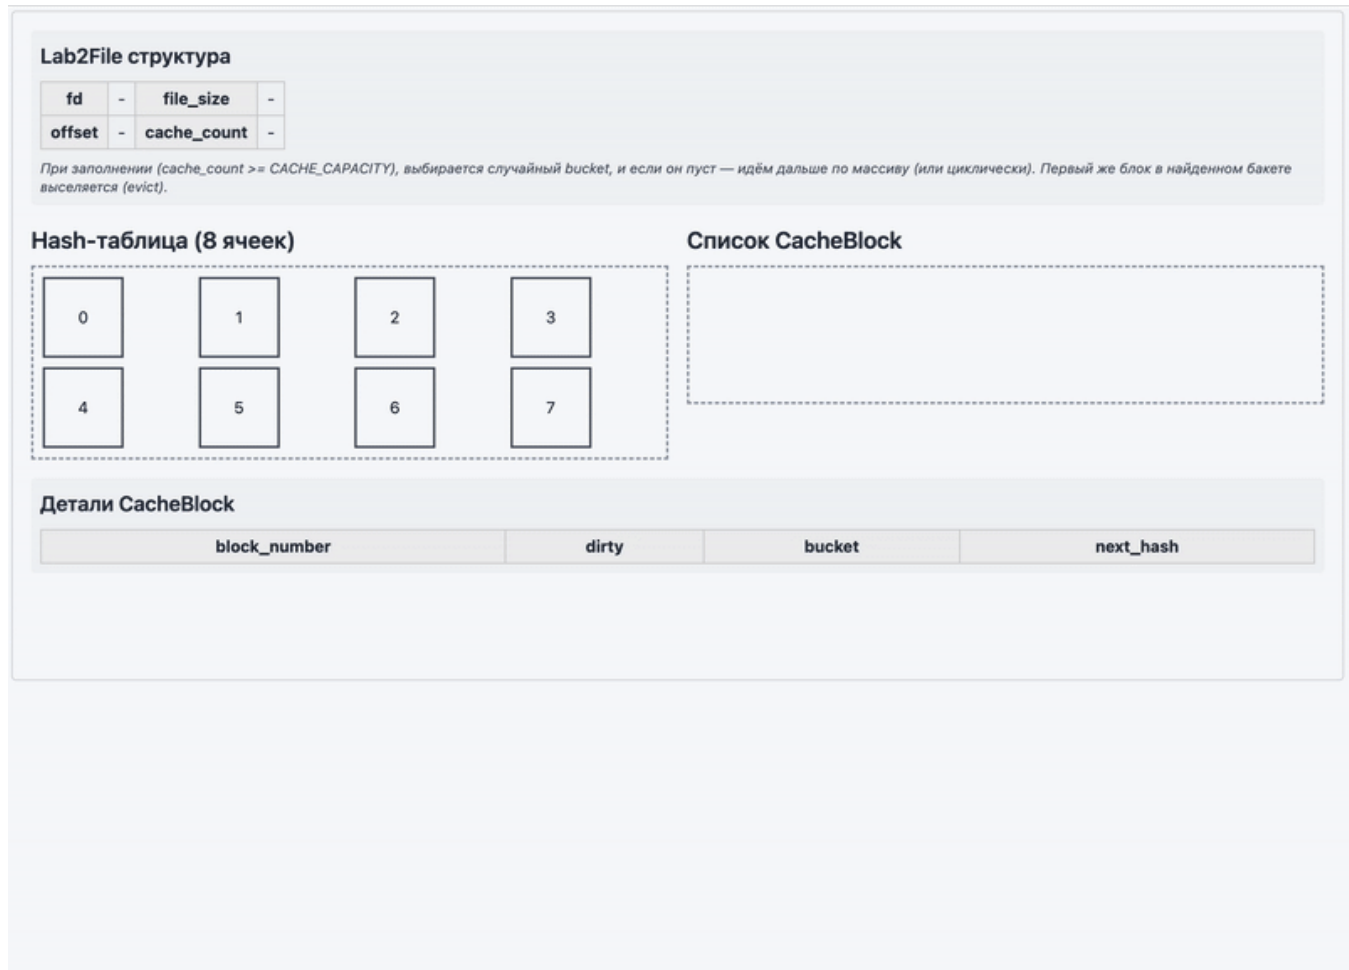 Lab2File структура
fd - file_size -
offset - cache_count -
При заполнении (cache_count >= CACHE_CAPACITY), выбирается случайный bucket, и если он пуст — идём дальше по массиву (или циклически). Первый же блок в найденном бакете
выселяется (evict).
Hash-таблица (8 ячеек)
0 1 2 3
4 5 6 7
Список CacheBlock
Детали CacheBlock
block_number dirty bucket next_hash